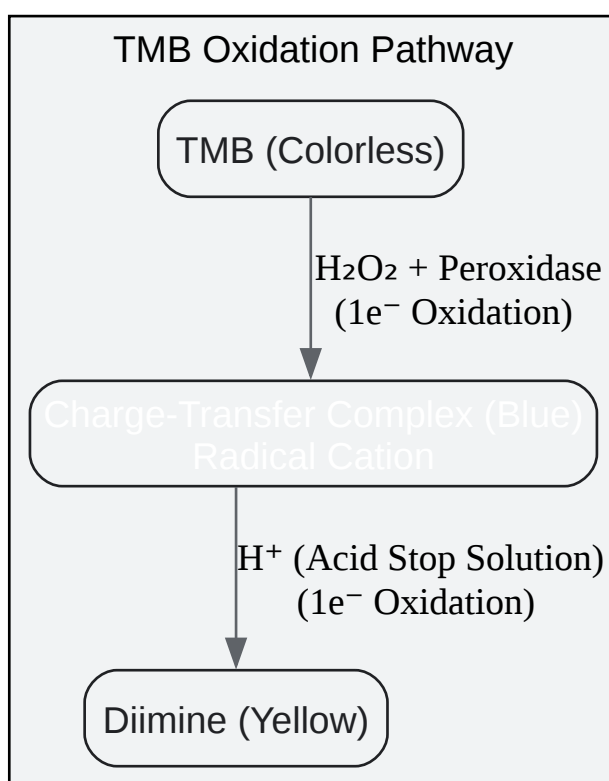 TMB Oxidation Pathway
TMB (Colorless)
H₂O₂ + Peroxidase
(1e⁻ Oxidation)
Charge-Transfer Complex (Blue)
Radical Cation
H⁺ (Acid Stop Solution)
(1e⁻ Oxidation)
Diimine (Yellow)